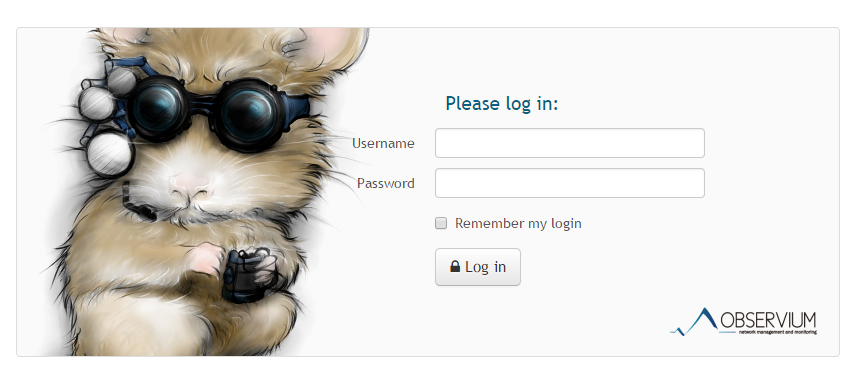 Please log in:
Username
Password
Remember my login
Log in
OBSERVIUM
network management and monitoring